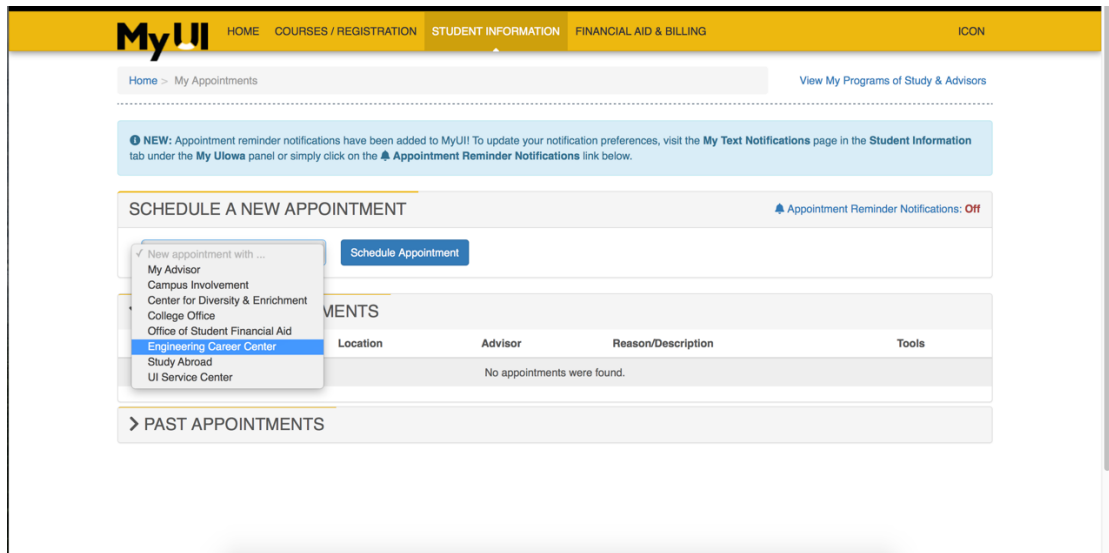 MyUI HOME COURSES / REGISTRATION STUDENT INFORMATION FINANCIAL AID & BILLING ICON
Home > My Appointments View My Programs of Study & Advisors
NEW: Appointment reminder notifications have been added to MyUI! To update your notification preferences, visit the My Text Notifications page in the Student Information
tab under the My UIowa panel or simply click on the Appointment Reminder Notifications link below.
SCHEDULE A NEW APPOINTMENT Appointment Reminder Notifications: Off
✓ New appointment with ... Schedule Appointment
My Advisor
Campus Involvement
Center for Diversity & Enrichment
College Office
Office of Student Financial Aid
Engineering Career Center
Study Abroad
UI Service Center
MENTS
Location Advisor Reason/Description Tools
No appointments were found.
> PAST APPOINTMENTS